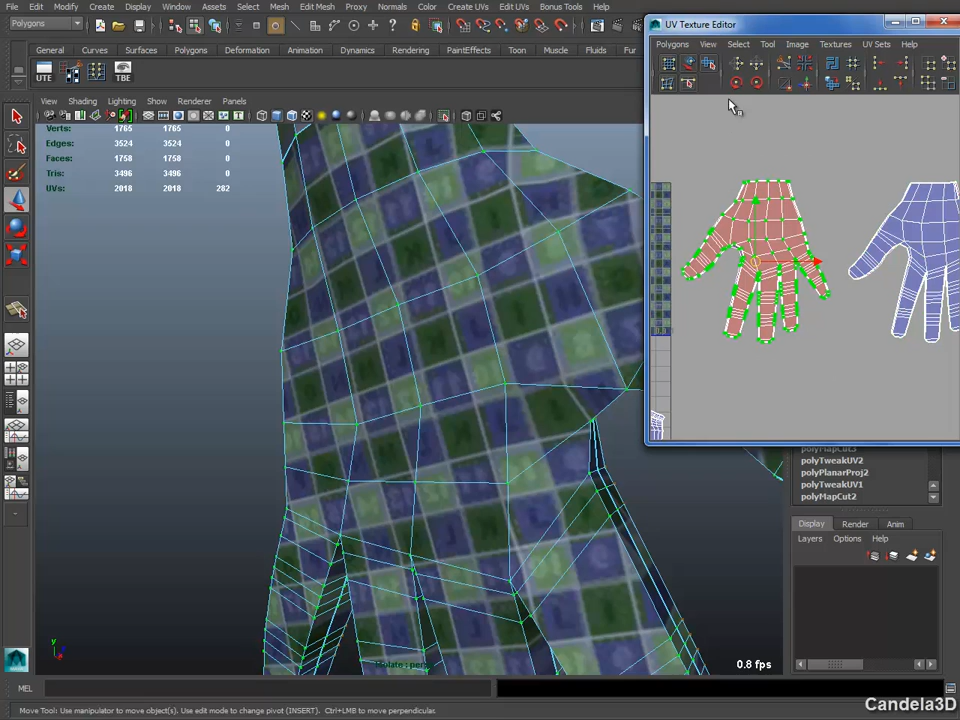 File Edit Modify Create Display Window Assets Select Mesh Edit Mesh Proxy Normals Color Create UVs Edit UVs Bonus Tools Help
Polygons
General Curves Surfaces Polygons Deformation Animation Dynamics Rendering PaintEffects Toon Muscle Fluids Fur
UTE TBE
View Shading Lighting Show Renderer Panels
Verts: 1765 1765 0
Edges: 3524 3524 0
Faces: 1758 1758 0
Tris: 3496 3496 0
UVs: 2018 2018 282
UV Texture Editor
Polygons View Select Tool Image Textures UV Sets Help
polyMapCut3
polyTweakUV2
polyPlanarProj2
polyTweakUV1
polyMapCut2
Display Render Anim
Layers Options Help
y
0.8 fps
MEL
Move Tool: Use manipulator to move object(s). Use edit mode to change pivot (INSERT). Ctrl+LMB to move perpendicular.
Candela3D